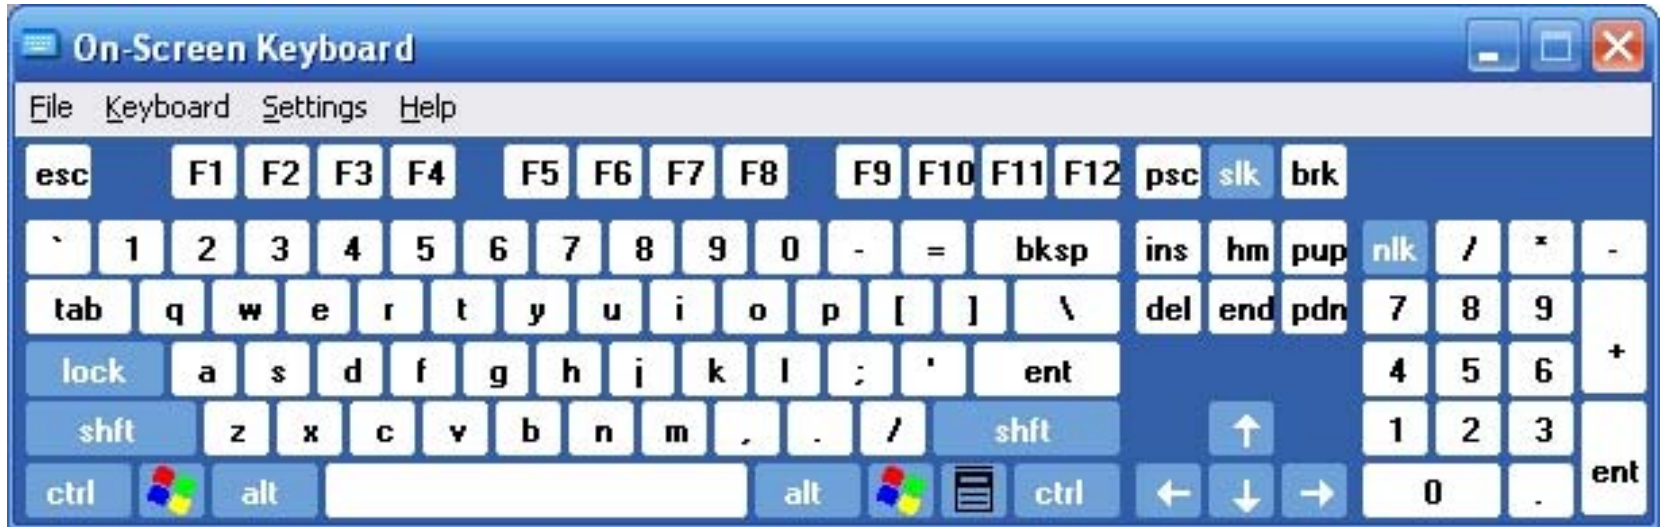 On-Screen Keyboard
File Keyboard Settings Help
esc F1 F2 F3 F4 F5 F6 F7 F8 F9 F10 F11 F12 psc slk brk
` 1 2 3 4 5 6 7 8 9 0 - = bksp ins hm pup nlk / * -
tab q w e r t y u i o p [ ] \ del end pdn 7 8 9 +
lock a s d f g h j k l ; ' ent 4 5 6
shft z x c v b n m , . / shft ↑ 1 2 3 ent
ctrl alt alt ctrl ← ↓ → 0 .